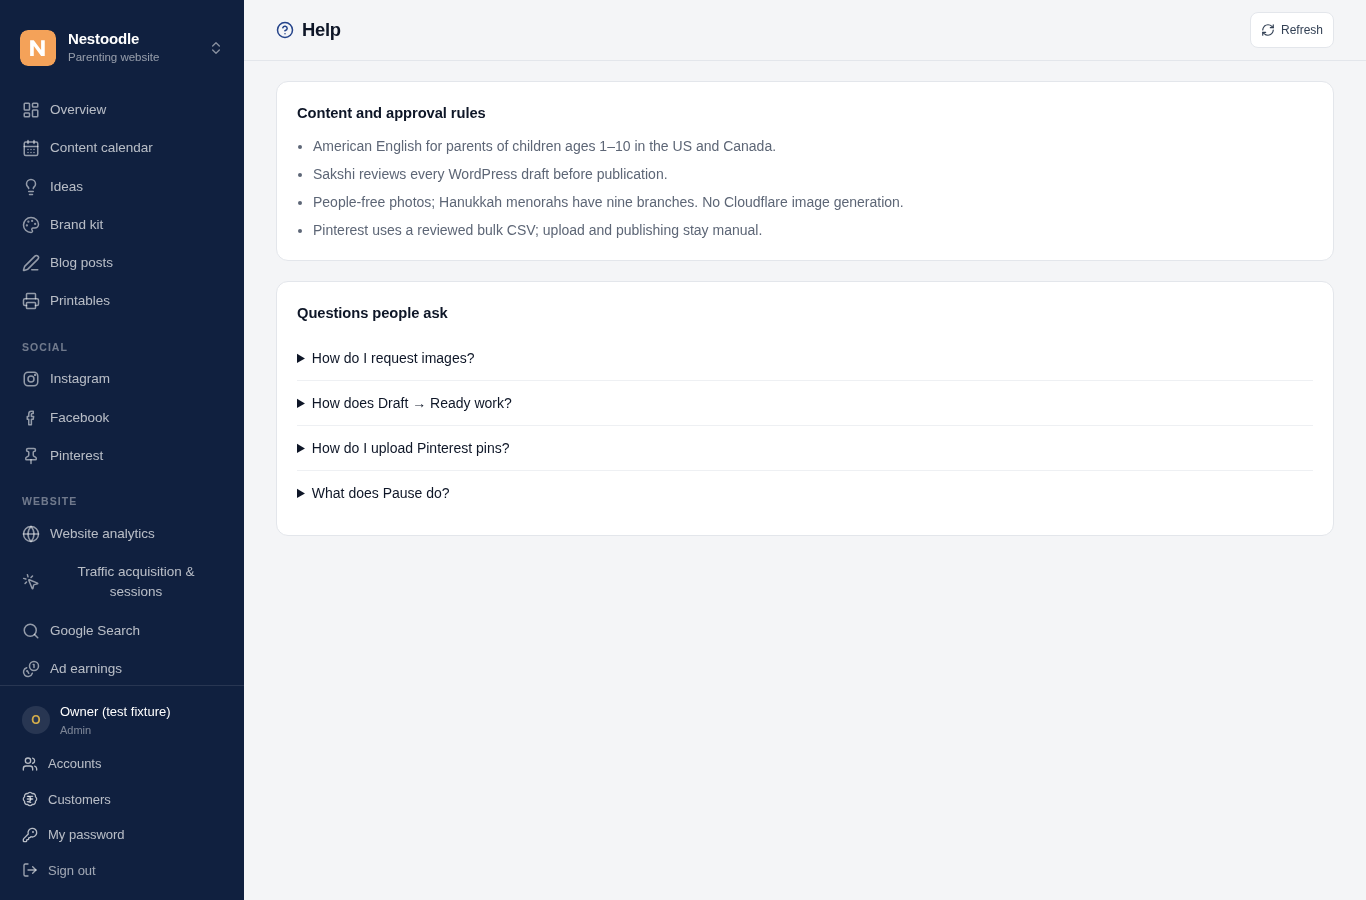 Nestoodle
Parenting website
Overview
Content calendar
Ideas
Brand kit
Blog posts
Printables
SOCIAL
Instagram
Facebook
Pinterest
WEBSITE
Website analytics
Traffic acquisition &
sessions
Google Search
Ad earnings
O
Owner (test fixture)
Admin
Accounts
Customers
My password
Sign out
Help
Refresh
Content and approval rules
• American English for parents of children ages 1–10 in the US and Canada.
• Sakshi reviews every WordPress draft before publication.
• People-free photos; Hanukkah menorahs have nine branches. No Cloudflare image generation.
• Pinterest uses a reviewed bulk CSV; upload and publishing stay manual.
Questions people ask
How do I request images?
How does Draft → Ready work?
How do I upload Pinterest pins?
What does Pause do?